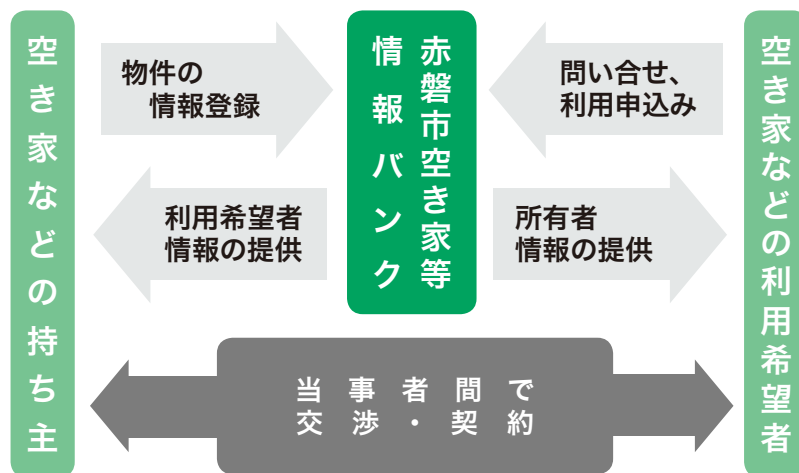 空き家などの持ち主
物件の
情報登録
利用希望者
情報の提供
赤磐市空き家等
情報バンク
問い合せ、
利用申込み
所有者
情報の提供
空き家などの利用希望者
当事者間で
交渉・契約